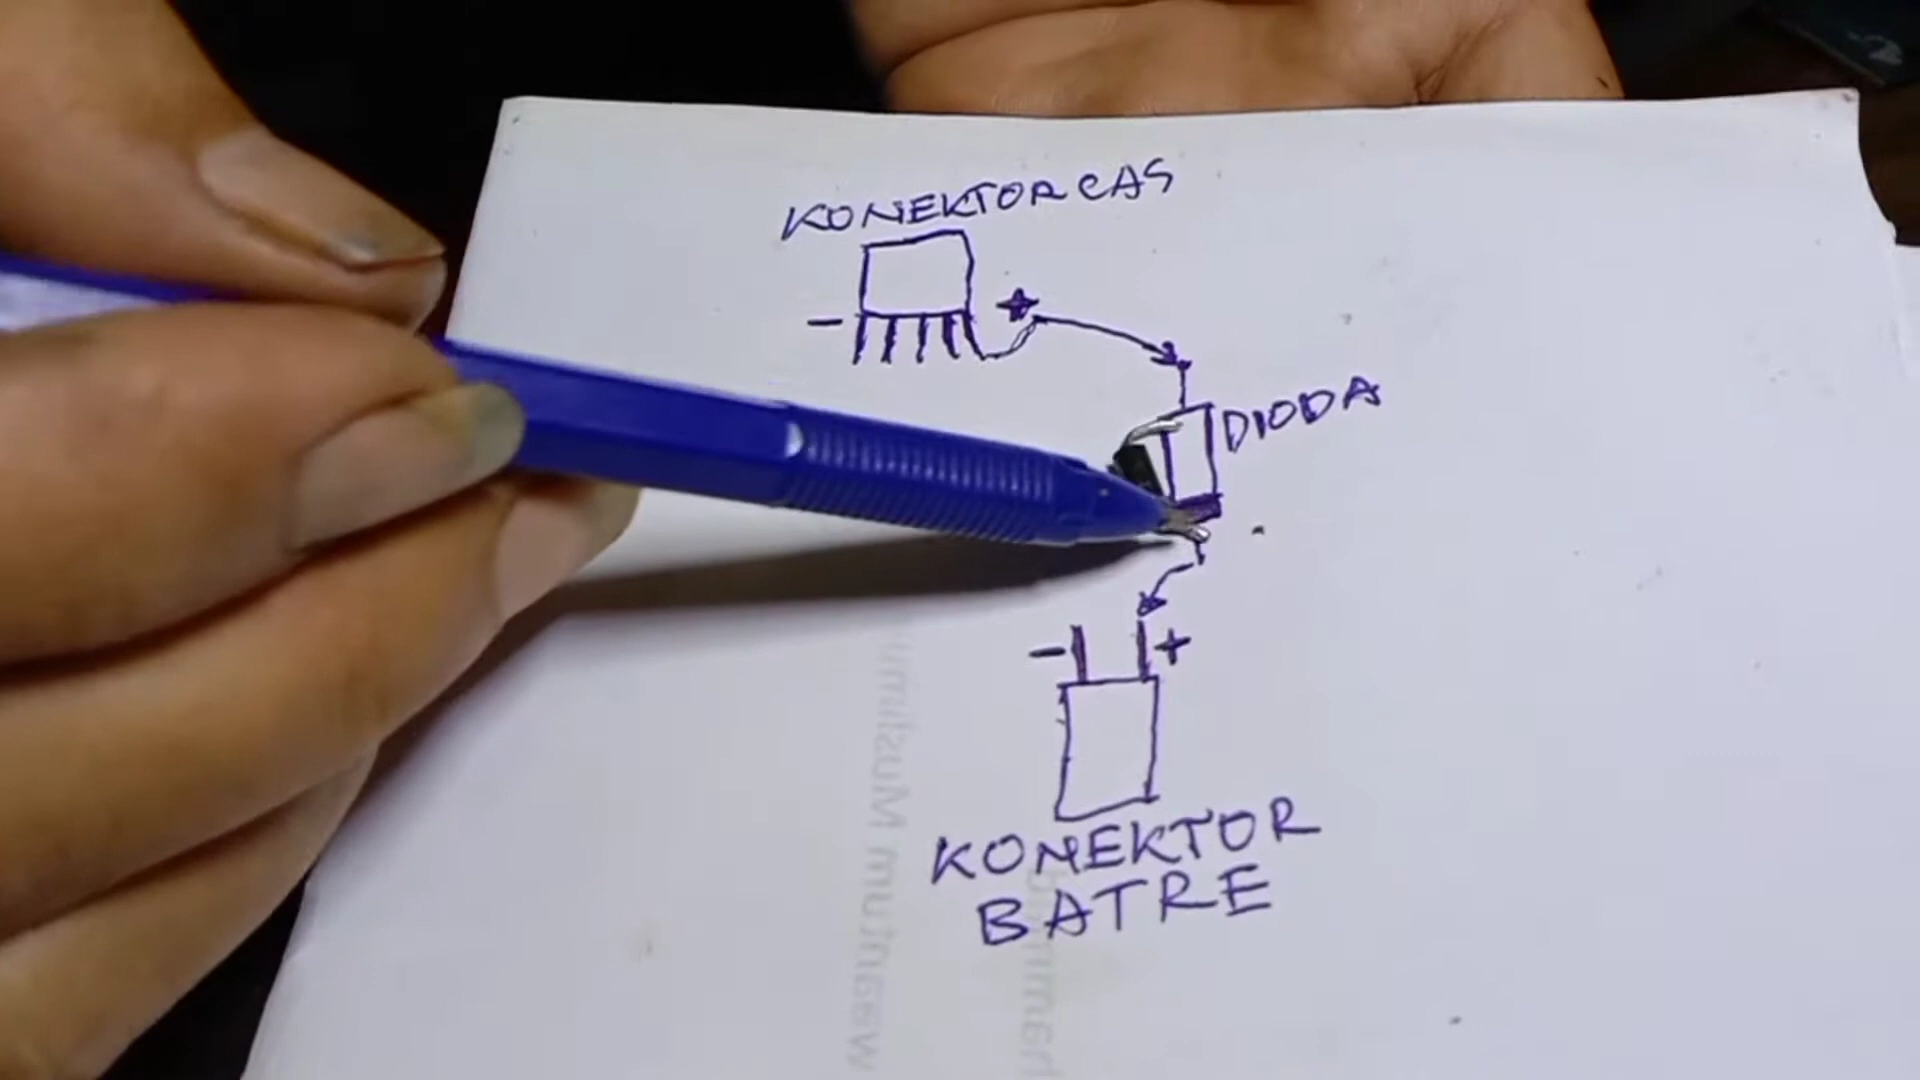 KONEKTOR CAS
- +
DIODA
- +
KONEKTOR
BATRE